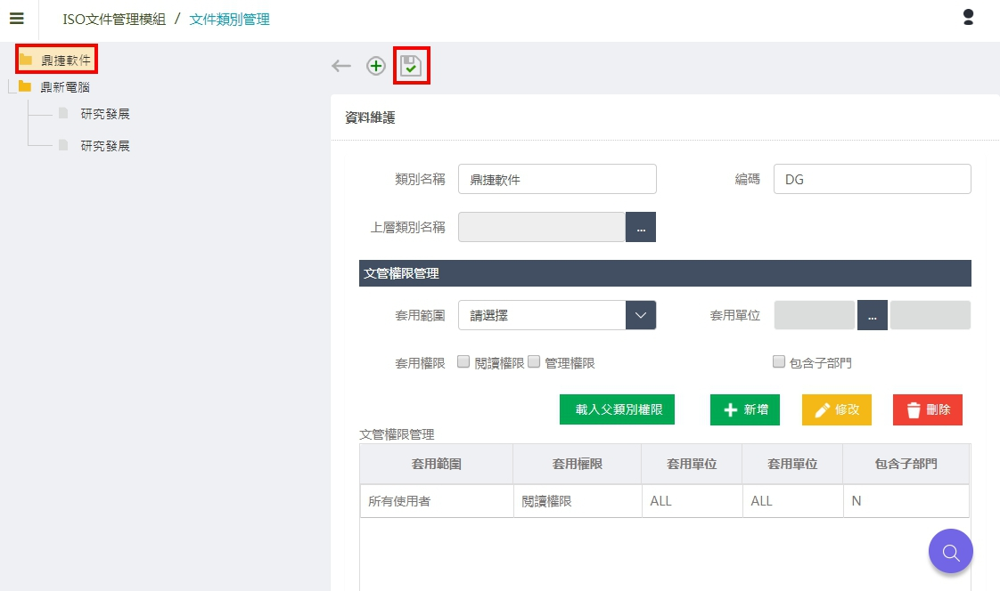 ISO文件管理模組 / 文件類別管理
鼎捷軟件
鼎新電腦
研究發展
研究發展
資料維護
類別名稱 鼎捷軟件 編碼 DG
上層類別名稱 ...
文管權限管理
套用範圍 請選擇 套用單位 ...
套用權限 閱讀權限 管理權限 包含子部門
載入父類別權限 新增 修改 刪除
文管權限管理
套用範圍 套用權限 套用單位 套用單位 包含子部門
所有使用者 閱讀權限 ALL ALL N